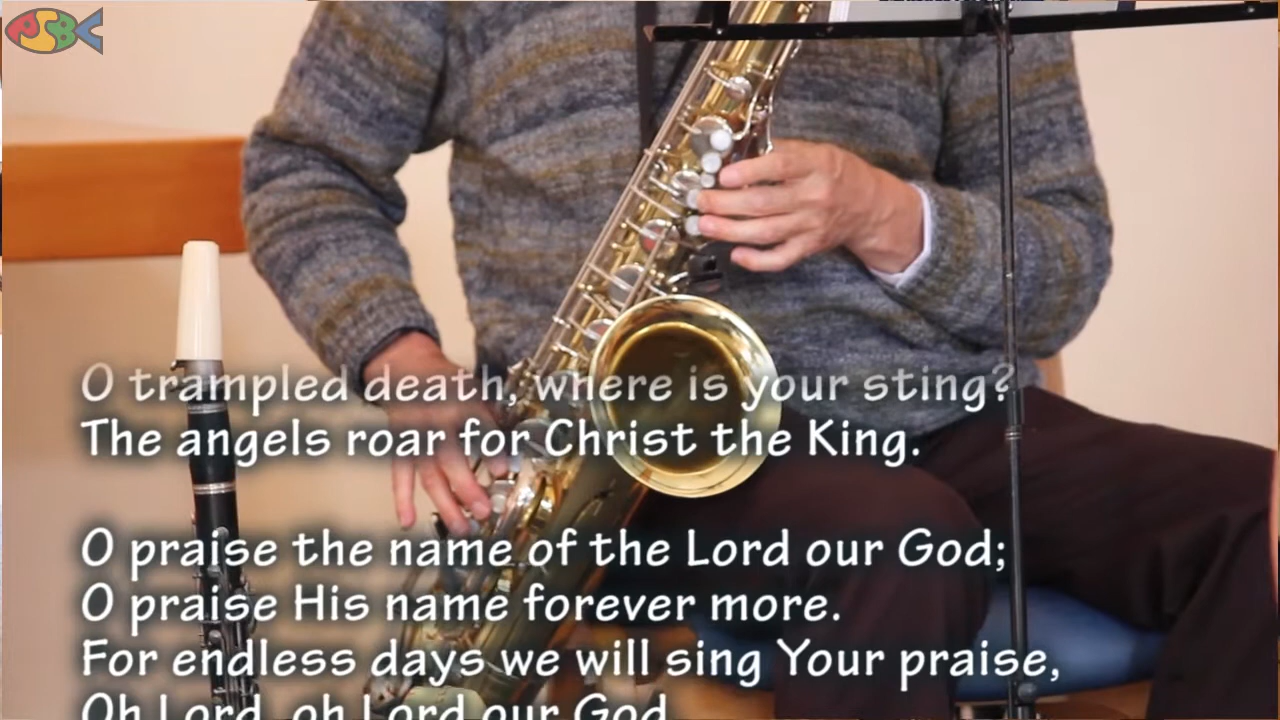 PSBC
O trampled death, where is your sting?
The angels roar for Christ the King.
O praise the name of the Lord our God;
O praise His name forever more.
For endless days we will sing Your praise,
Oh Lord, oh Lord our God